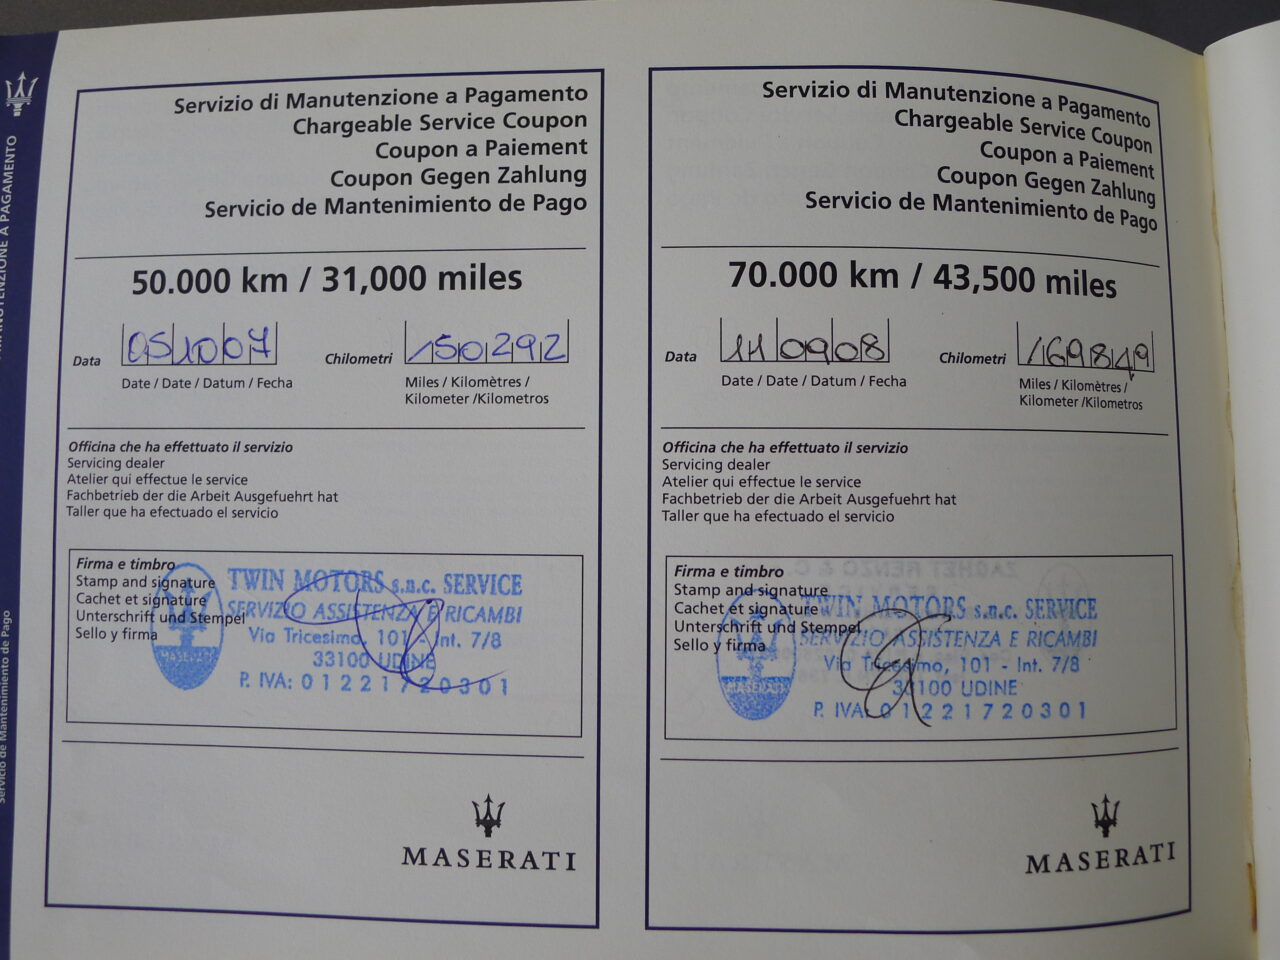 MANUTENZIONE A PAGAMENTO
Servicio de Mantenimiento de Pago
Servizio di Manutenzione a Pagamento
Chargeable Service Coupon
Coupon a Paiement
Coupon Gegen Zahlung
Servicio de Mantenimiento de Pago
50.000 km / 31,000 miles
Data 051007 Chilometri 150292
Date / Date / Datum / Fecha Miles / Kilomètres /
Kilometer /Kilometros
Officina che ha effettuato il servizio
Servicing dealer
Atelier qui effectue le service
Fachbetrieb der die Arbeit Ausgefuehrt hat
Taller que ha efectuado el servicio
Firma e timbro
Stamp and signature
Cachet et signature
Unterschrift und Stempel
Sello y firma
TWIN MOTORS s.n.c. SERVICE
SERVIZIO ASSISTENZA E RICAMBI
Via Tricesimo, 101 - Int. 7/8
33100 UDINE
P. IVA: 01221720301
MASERATI
MASERATI
Servizio di Manutenzione a Pagamento
Chargeable Service Coupon
Coupon a Paiement
Coupon Gegen Zahlung
Servicio de Mantenimiento de Pago
70.000 km / 43,500 miles
Data 110908 Chilometri 169849
Date / Date / Datum / Fecha Miles / Kilomètres /
Kilometer /Kilometros
Officina che ha effettuato il servizio
Servicing dealer
Atelier qui effectue le service
Fachbetrieb der die Arbeit Ausgefuehrt hat
Taller que ha efectuado el servicio
Firma e timbro
Stamp and signature
Cachet et signature
Unterschrift und Stempel
Sello y firma
TWIN MOTORS s.n.c. SERVICE
SERVIZIO ASSISTENZA E RICAMBI
Via Tricesimo, 101 - Int. 7/8
33100 UDINE
P. IVA: 01221720301
MASERATI
MASERATI